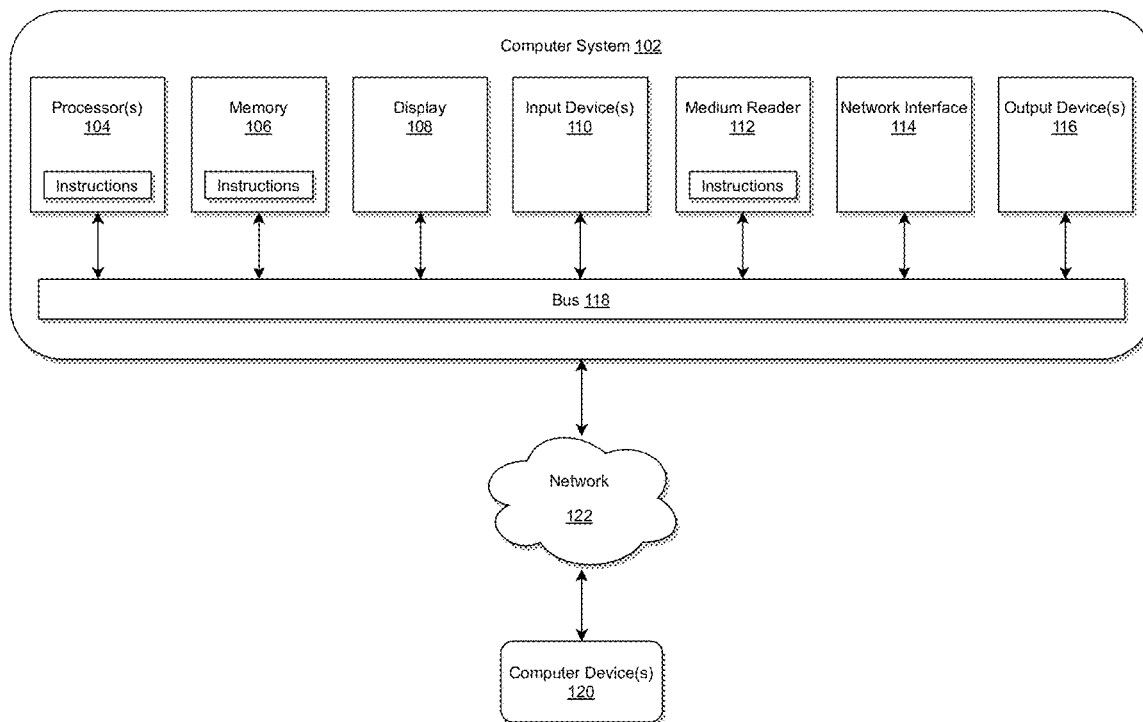 Computer System 102
Processor(s)
104
Instructions
Memory
106
Instructions
Display
108
Input Device(s)
110
Medium Reader
112
Instructions
Network Interface
114
Output Device(s)
116
Bus 118
Network
122
Computer Device(s)
120